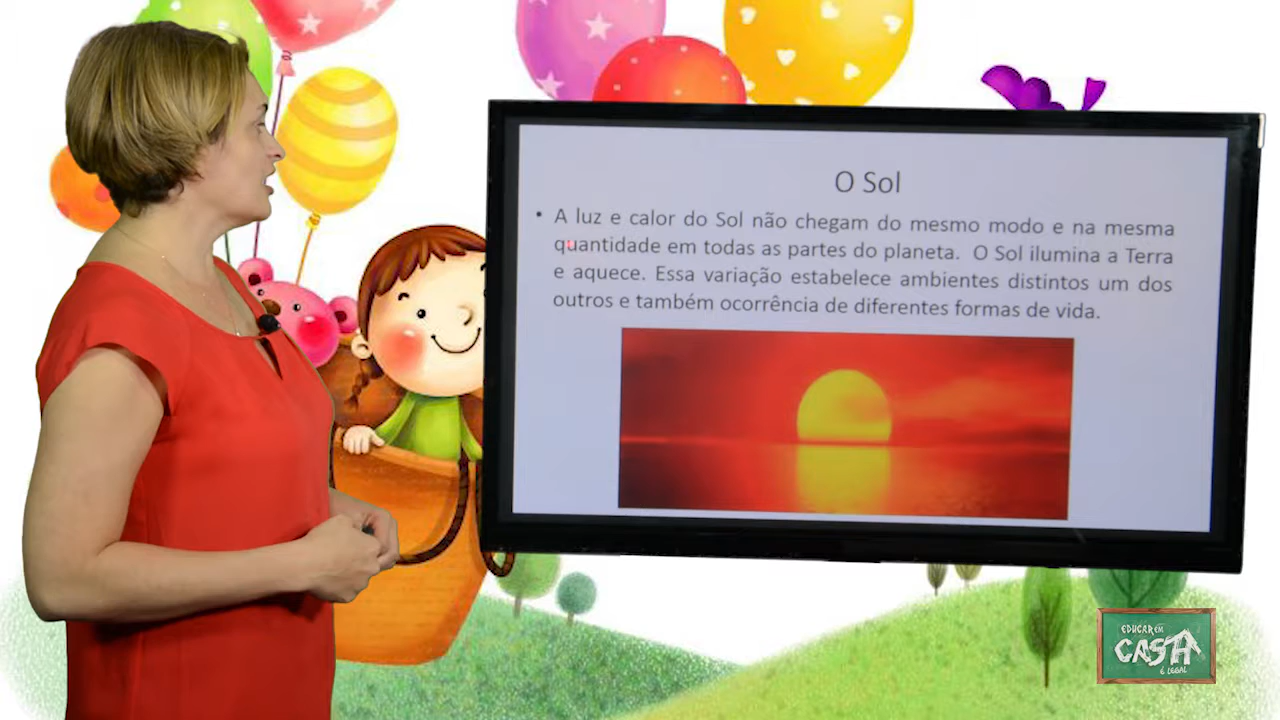 O Sol
• A luz e calor do Sol não chegam do mesmo modo e na mesma
quantidade em todas as partes do planeta. O Sol ilumina a Terra
e aquece. Essa variação estabelece ambientes distintos um dos
outros e também ocorrência de diferentes formas de vida.
EDUCAR EM
CASA
É LEGAL